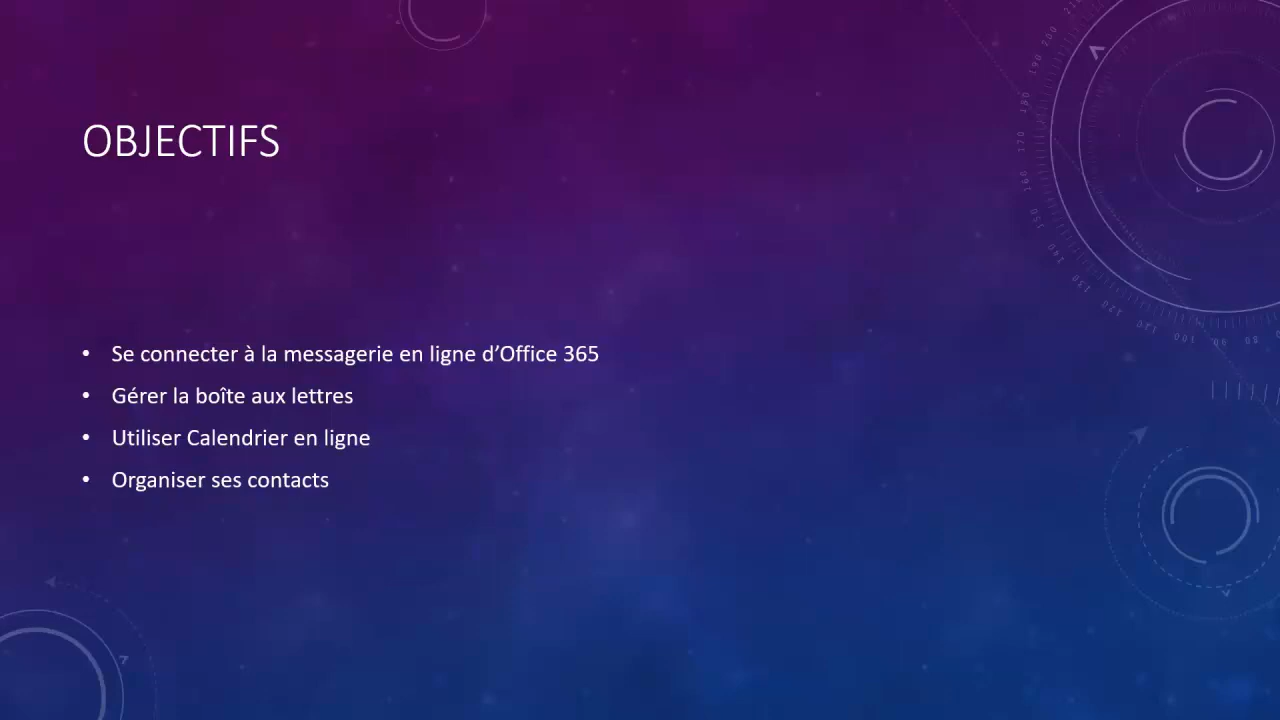 OBJECTIFS
• Se connecter à la messagerie en ligne d’Office 365
• Gérer la boîte aux lettres
• Utiliser Calendrier en ligne
• Organiser ses contacts